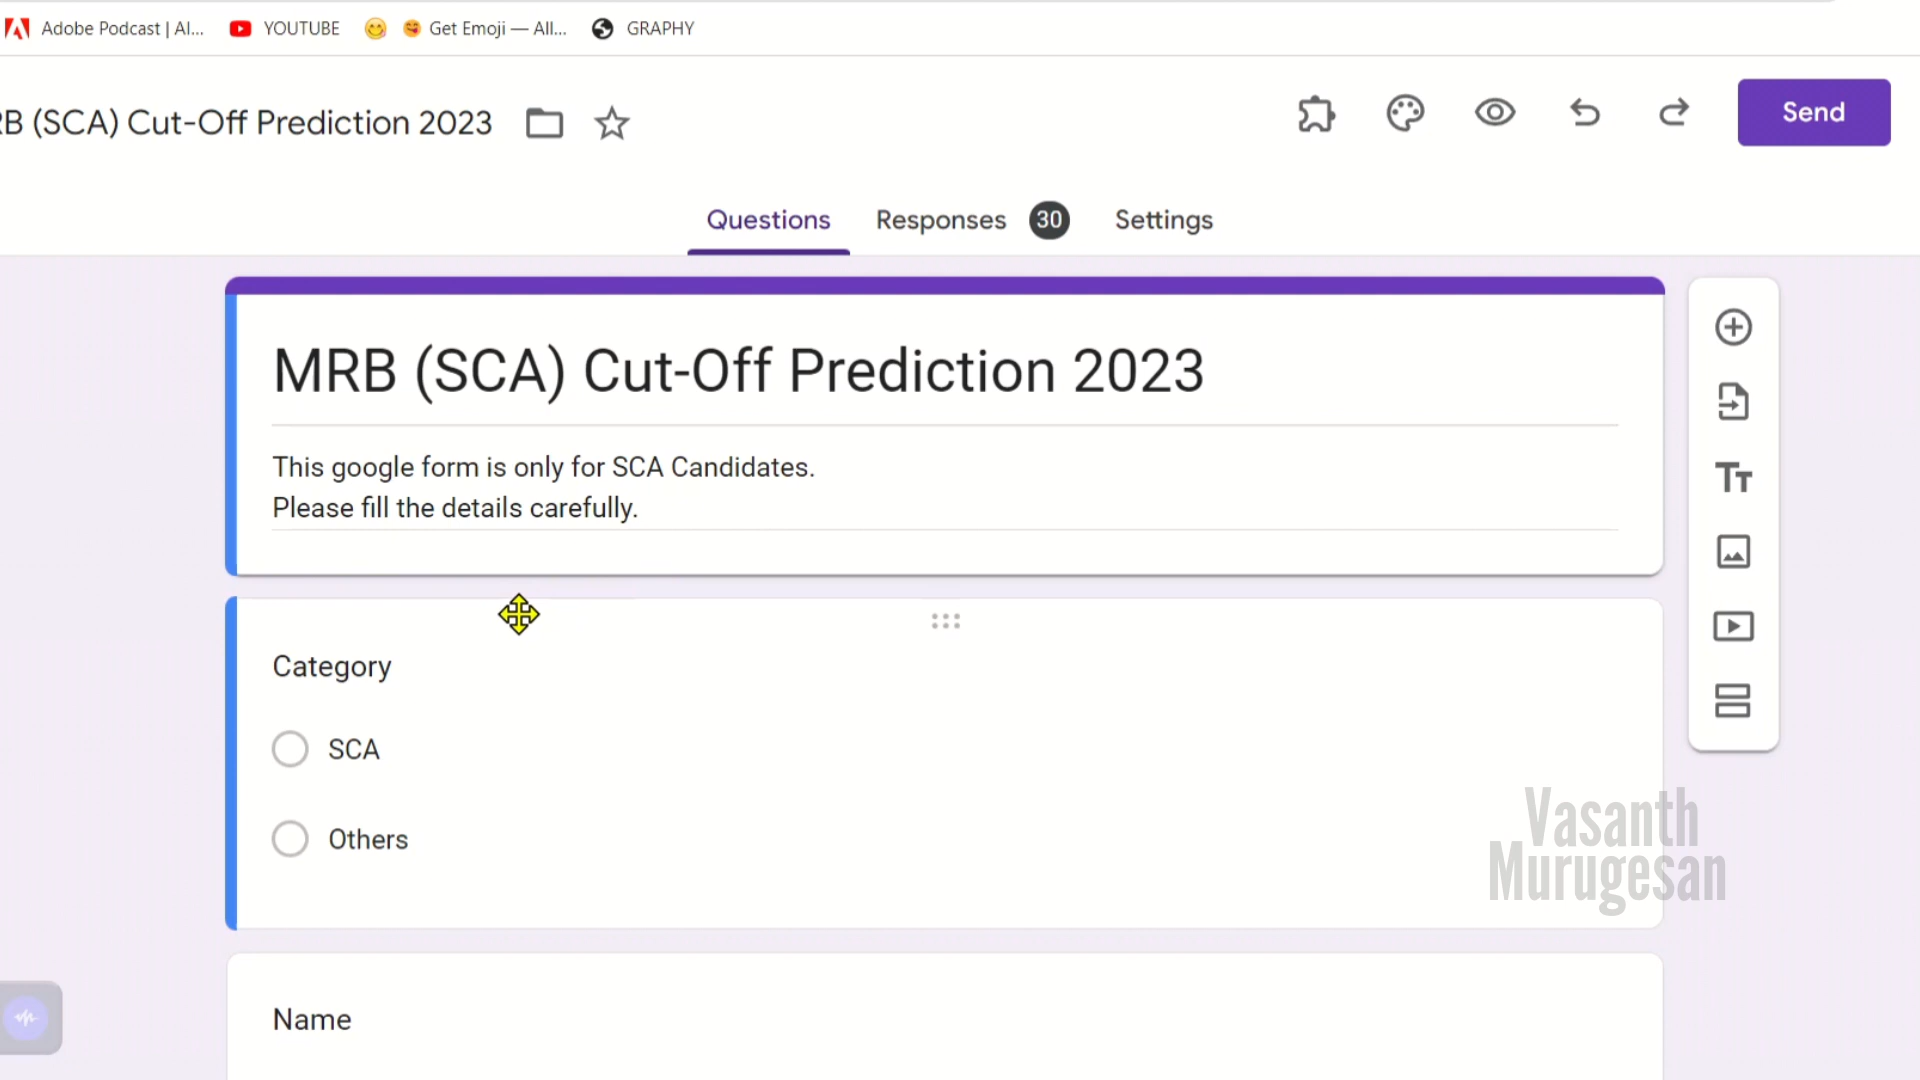 Adobe Podcast | AI...
YOUTUBE
Get Emoji — All...
GRAPHY
RB (SCA) Cut-Off Prediction 2023
Send
Questions
Responses
30
Settings
MRB (SCA) Cut-Off Prediction 2023
This google form is only for SCA Candidates.
Please fill the details carefully.
Category
SCA
Others
Vasanth
Murugesan
Name